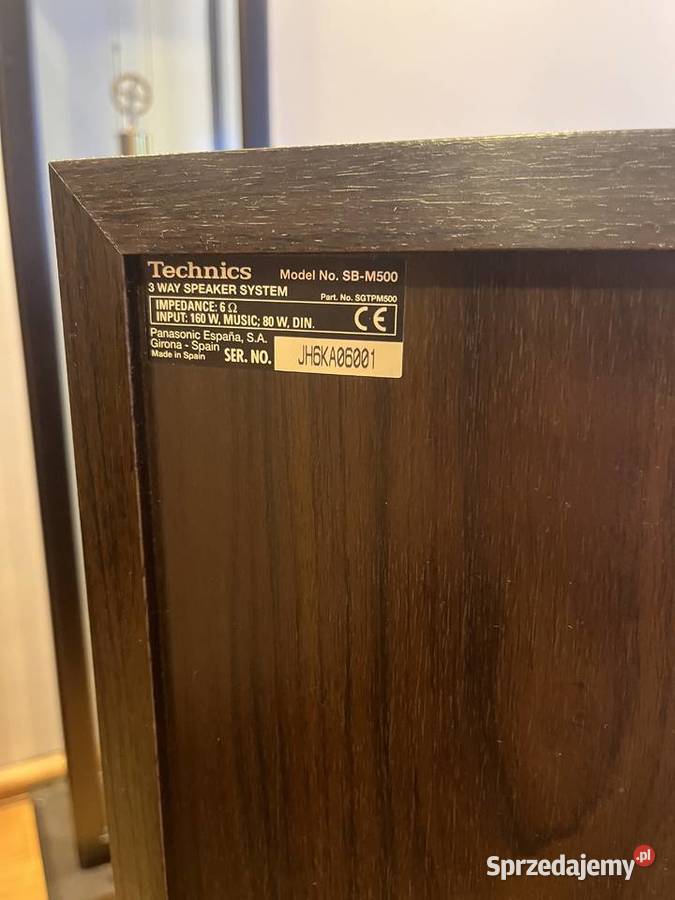 Technics Model No. SB-M500
3 WAY SPEAKER SYSTEM
Part. No. SGTPM500
IMPEDANCE: 6 Ω
INPUT: 160 W, MUSIC; 80 W, DIN.
CE
Panasonic España, S.A.
Girona - Spain
Made in Spain
SER. NO. JH6KA06001
Sprzedajemy.pl